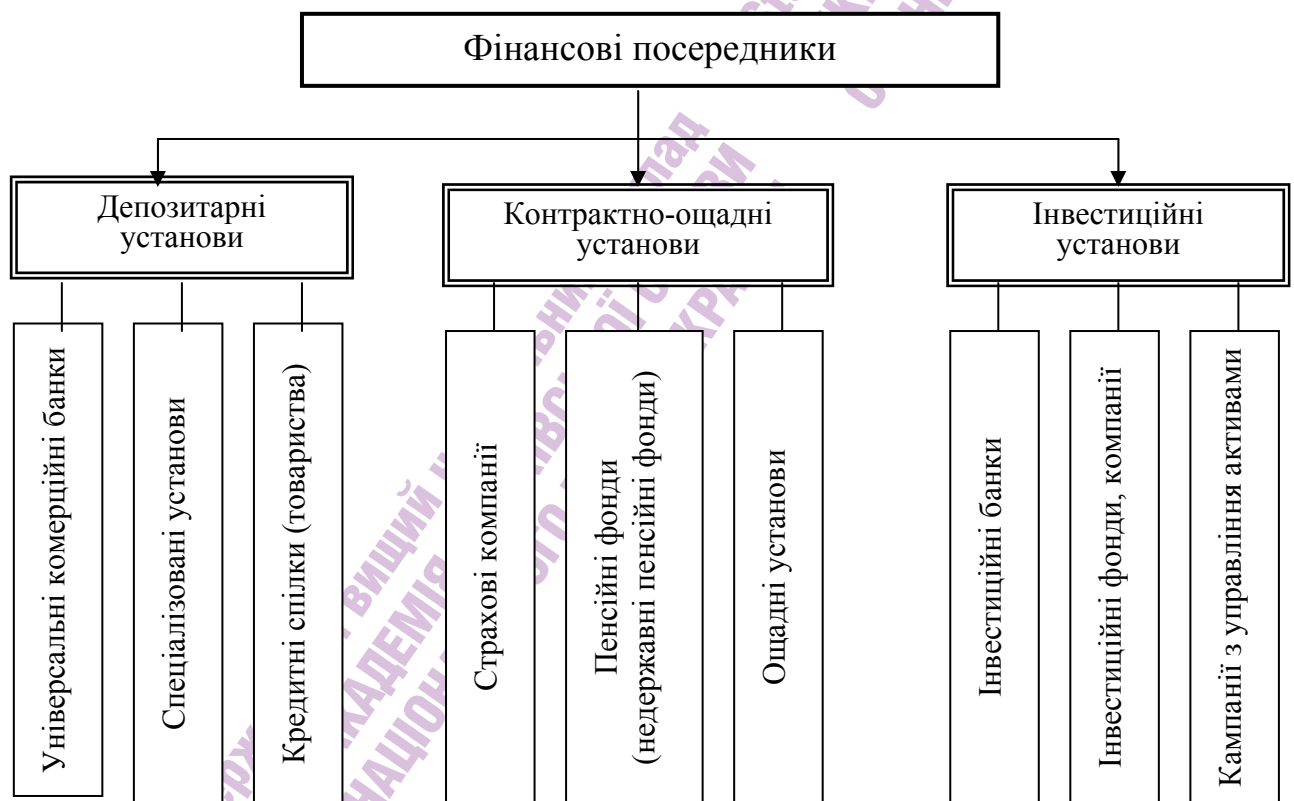 Фінансові посередники
Депозитарні
установи
Контрактно-ощадні
установи
Інвестиційні
установи
Універсальні комерційні банки
Спеціалізовані установи
Кредитні спілки (товариства)
Страхові компанії
Пенсійні фонди
(недержавні пенсійні фонди)
Ощадні установи
Інвестиційні банки
Інвестиційні фонди, компанії
Кампанії з управління активами